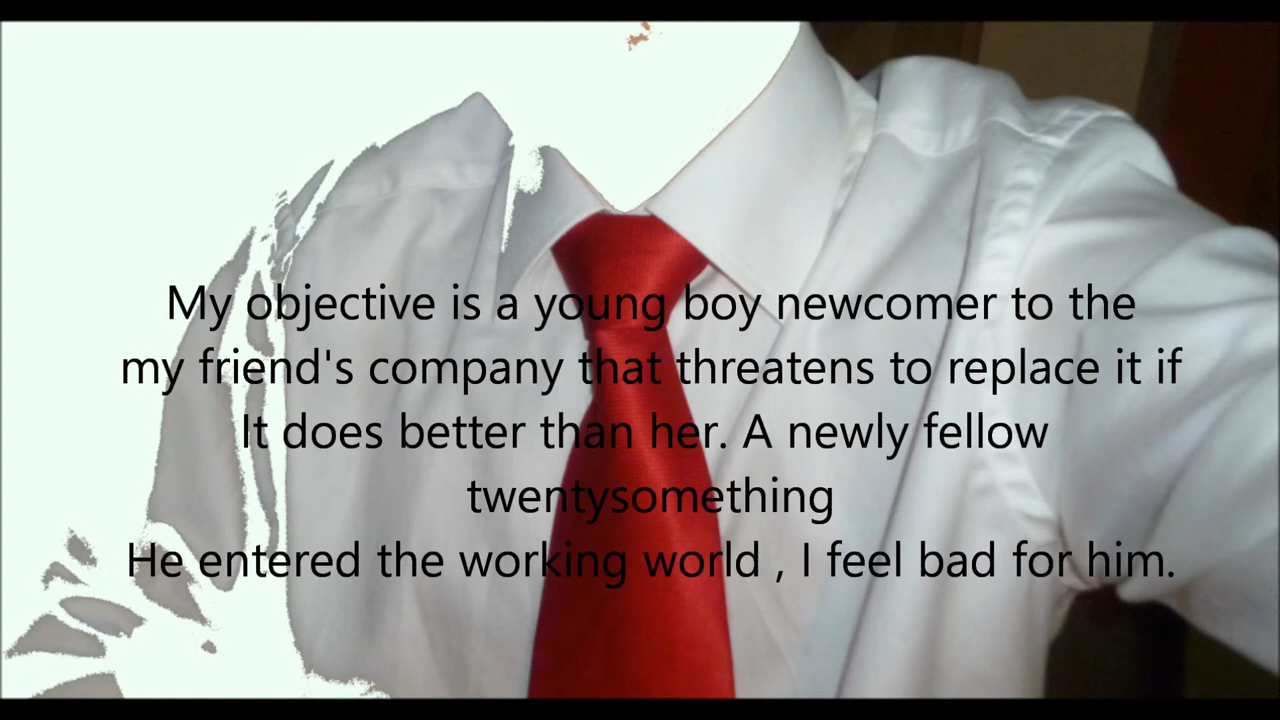 My objective is a young boy newcomer to the
my friend's company that threatens to replace it if
It does better than her. A newly fellow
twentysomething
He entered the working world , I feel bad for him.